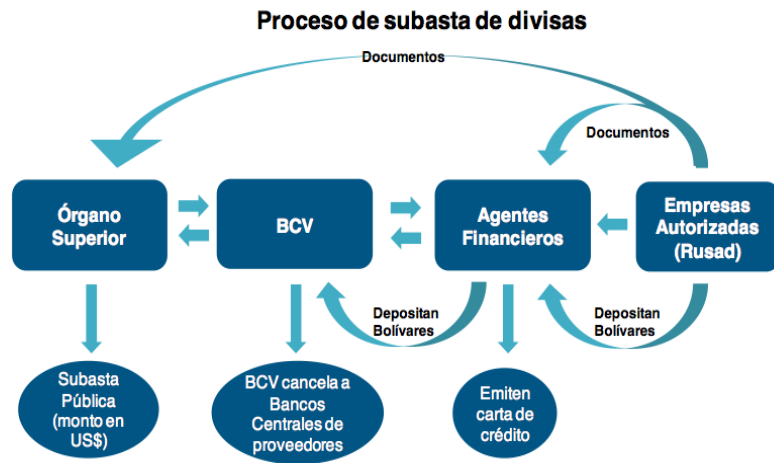 Proceso de subasta de divisas
Documentos
Documentos
Órgano
Superior
BCV
Agentes
Financieros
Empresas
Autorizadas
(Rusad)
Depositan
Bolívares
Depositan
Bolívares
Subasta
Pública
(monto en
US$)
BCV cancela a
Bancos
Centrales de
proveedores
Emiten
carta de
crédito